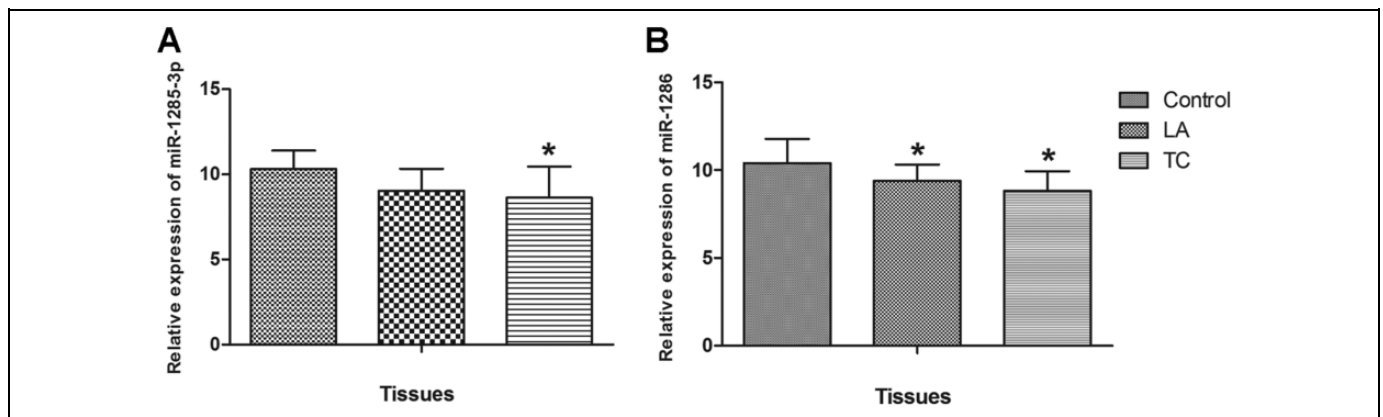 A
Relative expression of miR-1285-3p
15
10
5
0
*
Tissues
B
Relative expression of miR-1286
15
10
5
0
*
*
Tissues
Control
LA
TC